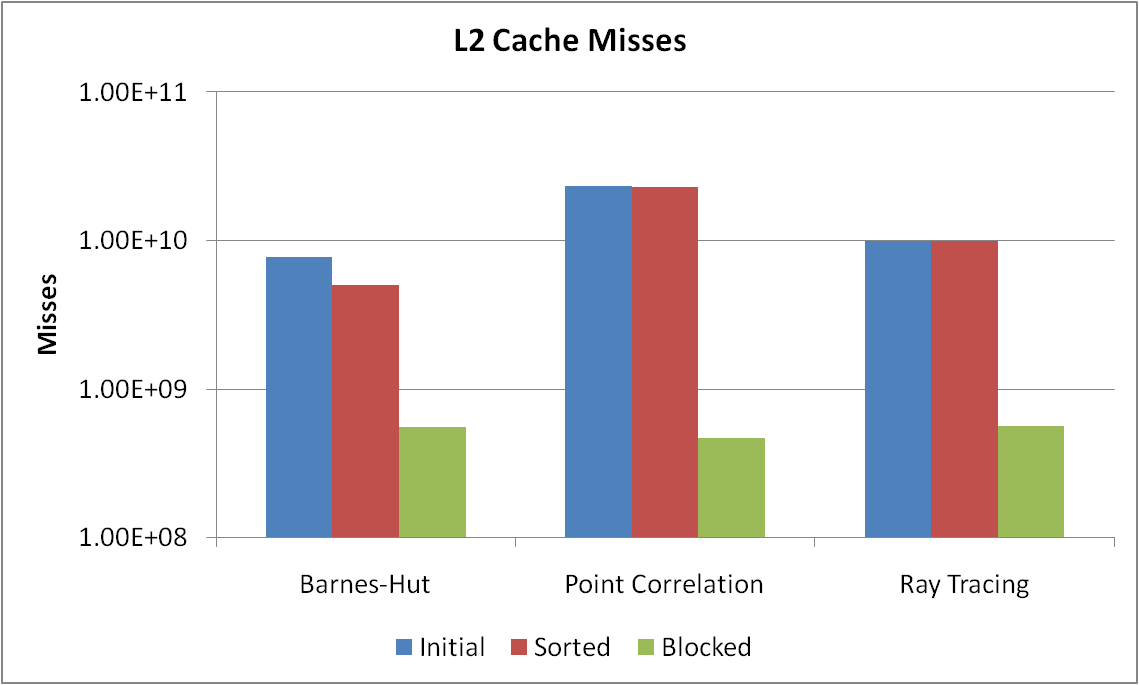 L2 Cache Misses
1.00E+11
1.00E+10
1.00E+09
1.00E+08
Misses
Barnes-Hut
Point Correlation
Ray Tracing
Initial
Sorted
Blocked